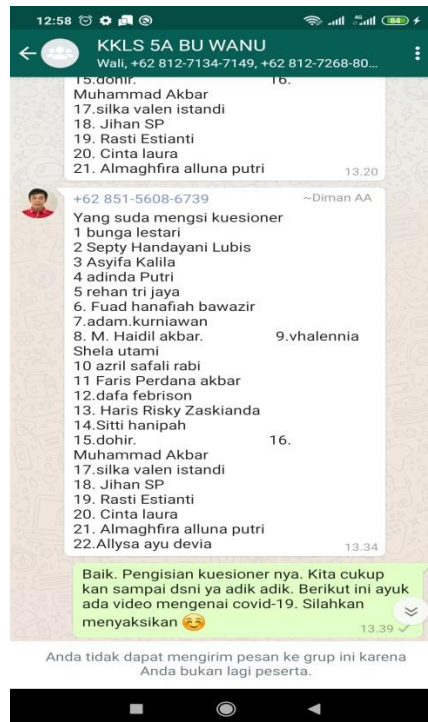 12:58
84
KKLS 5A BU WANU
Wali, +62 812-7134-7149, +62 812-7268-80...
15.dohir. 16.
Muhammad Akbar
17.silka valen istandi
18. Jihan SP
19. Rasti Estianti
20. Cinta laura
21. Almaghfira alluna putri
13.20
+62 851-5608-6739 ~Diman AA
Yang suda mengsi kuesioner
1 bunga lestari
2 Septy Handayani Lubis
3 Asyifa Kalila
4 adinda Putri
5 rehan tri jaya
6. Fuad hanafiah bawazir
7.adam.kurniawan
8. M. Haidil akbar. 9.vhalennia
Shela utami
10 azril safali rabi
11 Faris Perdana akbar
12.dafa febrison
13. Haris Risky Zaskianda
14.Sitti hanipah
15.dohir. 16.
Muhammad Akbar
17.silka valen istandi
18. Jihan SP
19. Rasti Estianti
20. Cinta laura
21. Almaghfira alluna putri
22.Allysa ayu devia
13.34
Baik. Pengisian kuesioner nya. Kita cukup
kan sampai dsni ya adik adik. Berikut ini ayuk
ada video mengenai covid-19. Silahkan
menyaksikan
13.39
Anda tidak dapat mengirim pesan ke grup ini karena
Anda bukan lagi peserta.